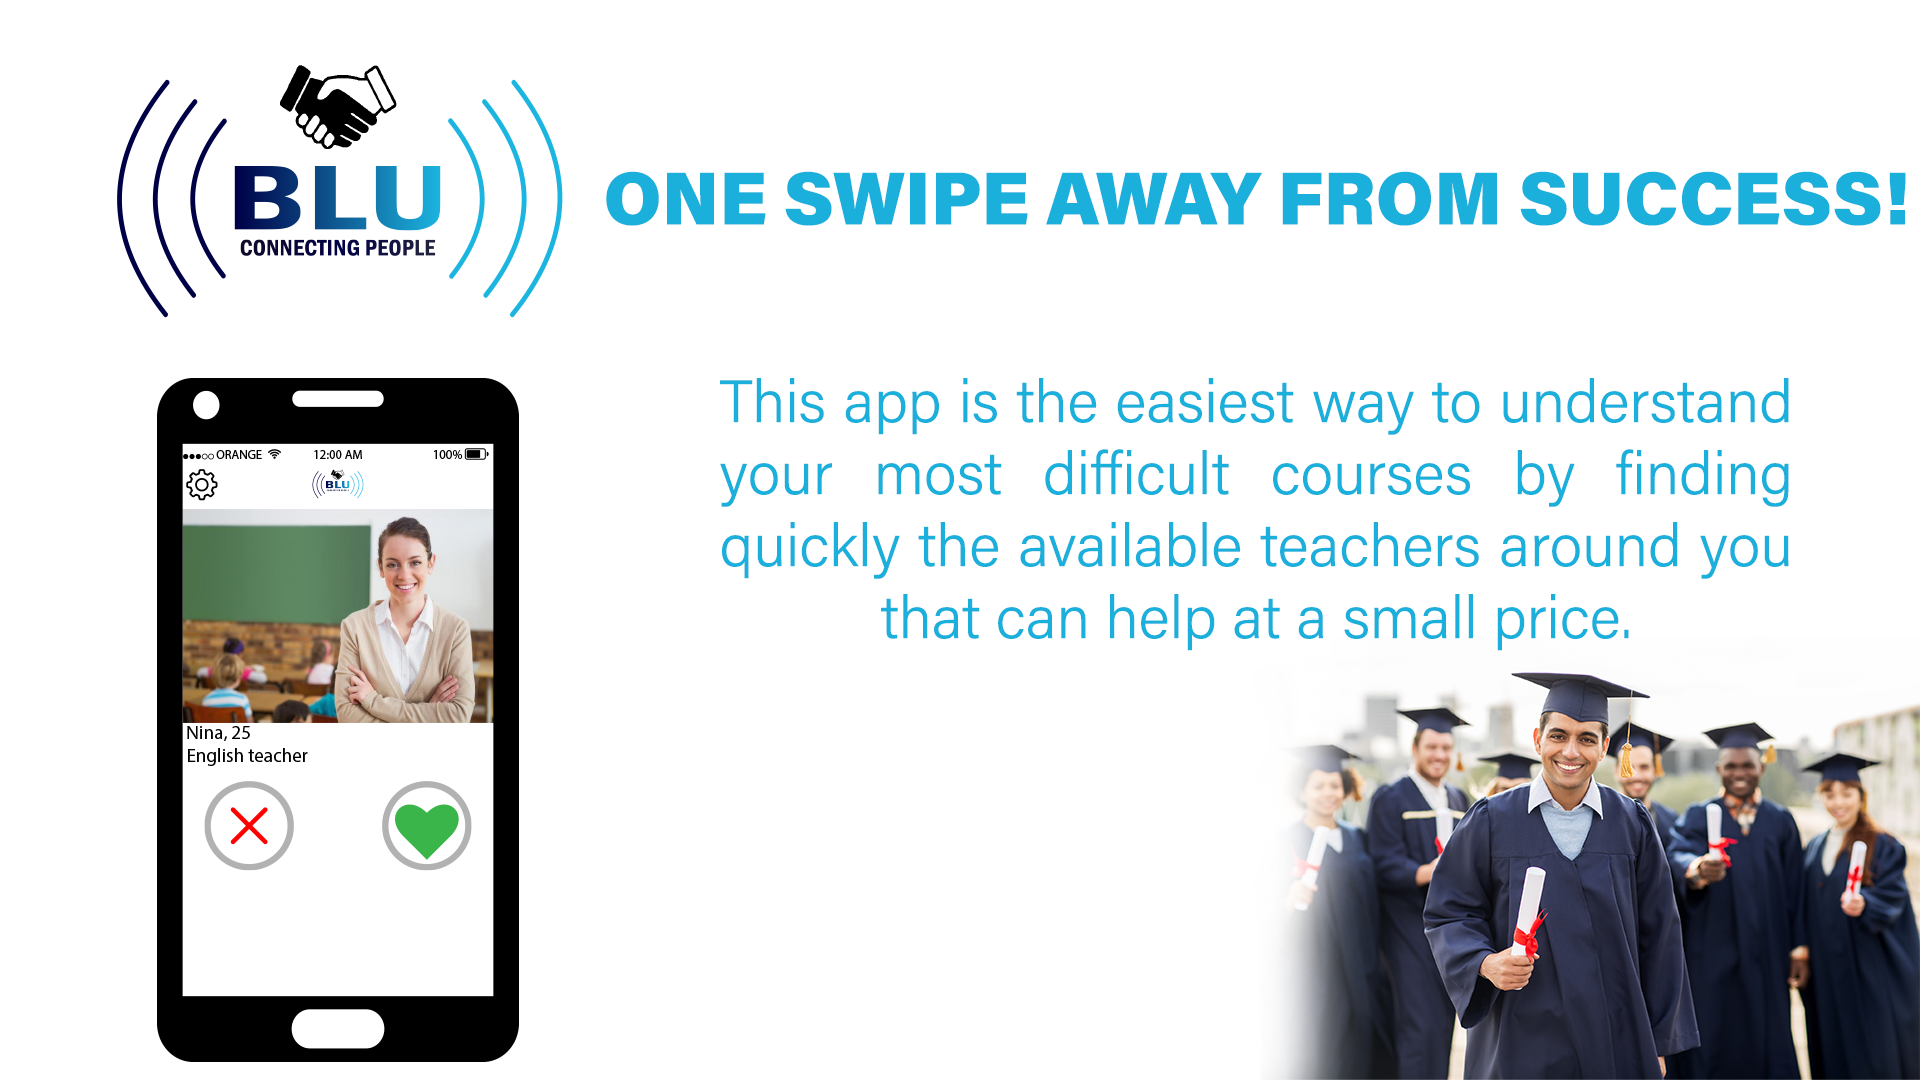 BLU
CONNECTING PEOPLE
ONE SWIPE AWAY FROM SUCCESS!
This app is the easiest way to understand
your most difficult courses by finding
quickly the available teachers around you
that can help at a small price.
ORANGE 12:00 AM 100%
BLU
Nina, 25
English teacher